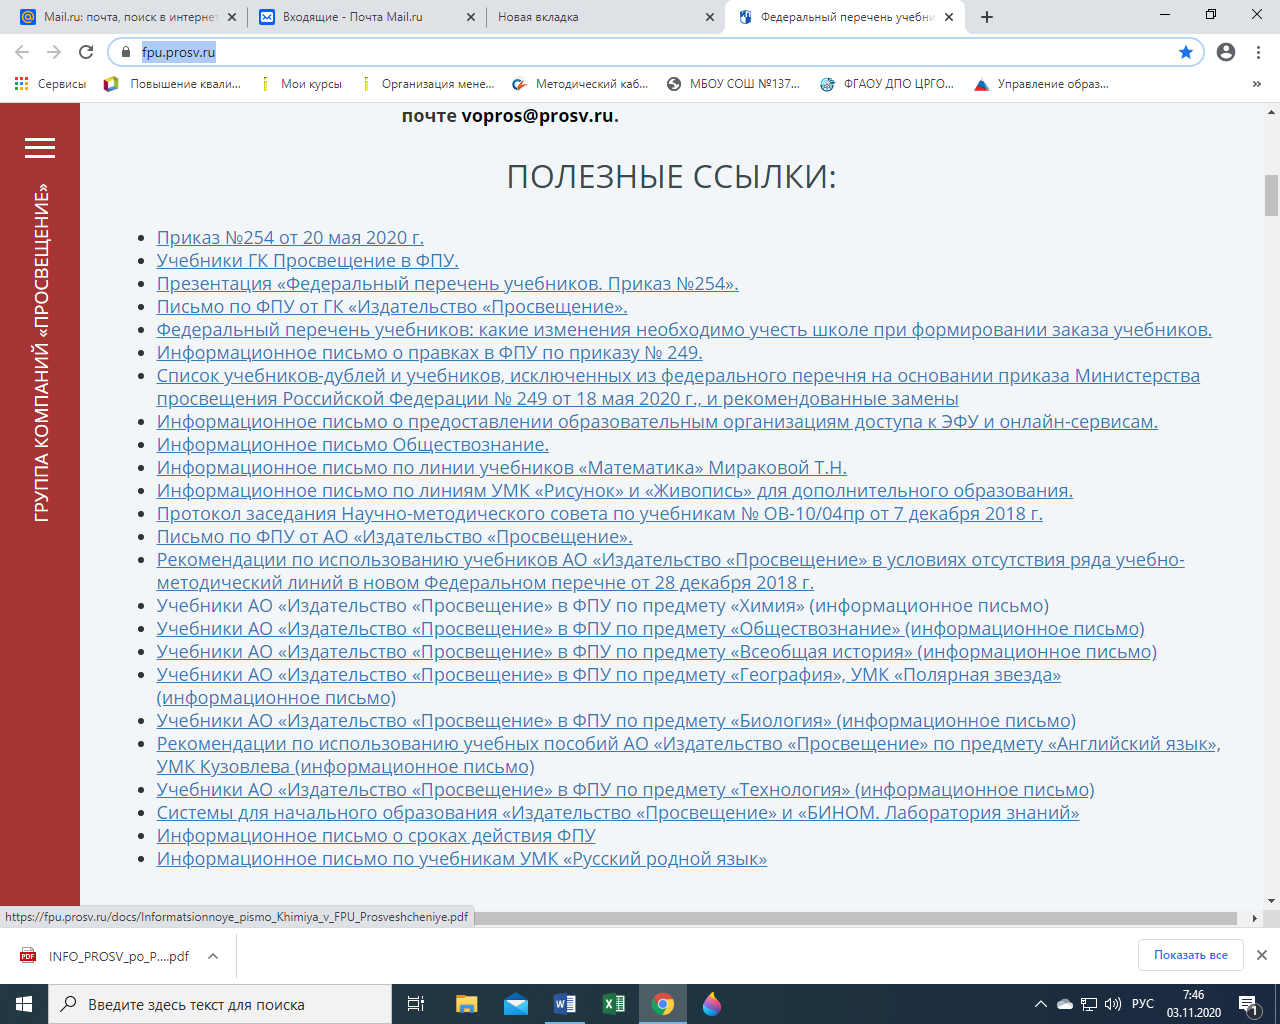 Mail.ru: почта, поиск в интернет
Входящие - Почта Mail.ru
Новая вкладка
Федеральный перечень учебни
fpu.prosv.ru
Сервисы
Повышение квали...
Мои курсы
Организация мене...
Методический каб...
МБОУ СОШ №137...
ФГАОУ ДПО ЦРГО...
Управление образ...
»
ГРУППА КОМПАНИЙ «ПРОСВЕЩЕНИЕ»
почте vopros@prosv.ru.
ПОЛЕЗНЫЕ ССЫЛКИ:
Приказ №254 от 20 мая 2020 г.
Учебники ГК Просвещение в ФПУ.
Презентация «Федеральный перечень учебников. Приказ №254».
Письмо по ФПУ от ГК «Издательство «Просвещение».
Федеральный перечень учебников: какие изменения необходимо учесть школе при формировании заказа учебников.
Информационное письмо о правках в ФПУ по приказу № 249.
Список учебников-дублей и учебников, исключенных из федерального перечня на основании приказа Министерства
просвещения Российской Федерации № 249 от 18 мая 2020 г., и рекомендованные замены
Информационное письмо о предоставлении образовательным организациям доступа к ЭФУ и онлайн-сервисам.
Информационное письмо Обществознание.
Информационное письмо по линии учебников «Математика» Мираковой Т.Н.
Информационное письмо по линиям УМК «Рисунок» и «Живопись» для дополнительного образования.
Протокол заседания Научно-методического совета по учебникам № ОВ-10/04пр от 7 декабря 2018 г.
Письмо по ФПУ от АО «Издательство «Просвещение».
Рекомендации по использованию учебников АО «Издательство «Просвещение» в условиях отсутствия ряда учебно-
методический линий в новом Федеральном перечне от 28 декабря 2018 г.
Учебники АО «Издательство «Просвещение» в ФПУ по предмету «Химия» (информационное письмо)
Учебники АО «Издательство «Просвещение» в ФПУ по предмету «Обществознание» (информационное письмо)
Учебники АО «Издательство «Просвещение» в ФПУ по предмету «Всеобщая история» (информационное письмо)
Учебники АО «Издательство «Просвещение» в ФПУ по предмету «География», УМК «Полярная звезда»
(информационное письмо)
Учебники АО «Издательство «Просвещение» в ФПУ по предмету «Биология» (информационное письмо)
Рекомендации по использованию учебных пособий АО «Издательство «Просвещение» по предмету «Английский язык»,
УМК Кузовлева (информационное письмо)
Учебники АО «Издательство «Просвещение» в ФПУ по предмету «Технология» (информационное письмо)
Системы для начального образования «Издательство «Просвещение» и «БИНОМ. Лаборатория знаний»
Информационное письмо о сроках действия ФПУ
Информационное письмо по учебникам УМК «Русский родной язык»
https://fpu.prosv.ru/docs/Informatsionnoye_pismo_Khimiya_v_FPU_Prosveshcheniye.pdf
INFO_PROSV_po_P....pdf
Показать все
Введите здесь текст для поиска
РУС
7:46
03.11.2020
1